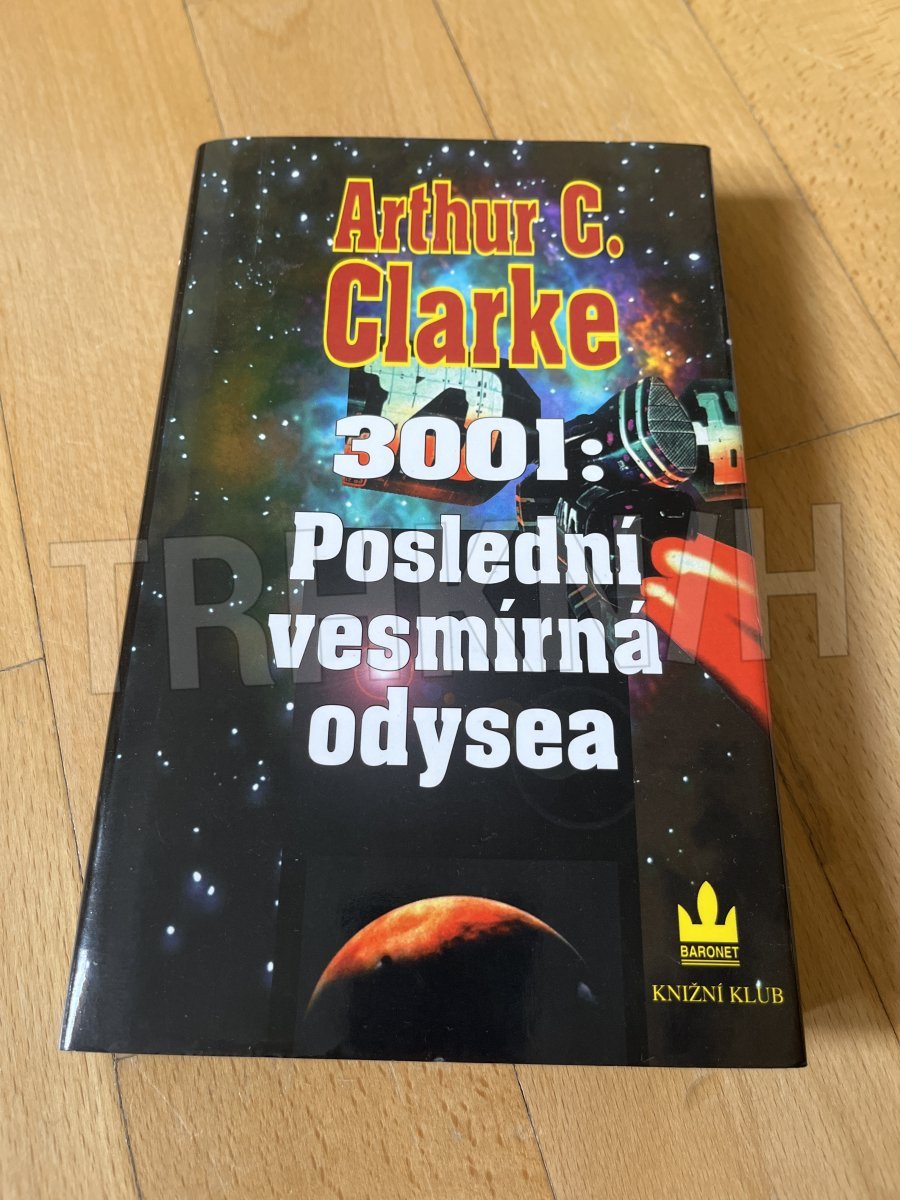 Arthur C.
Clarke
3001:
Poslední
vesmírná
odysea
BARONET
KNIŽNÍ KLUB